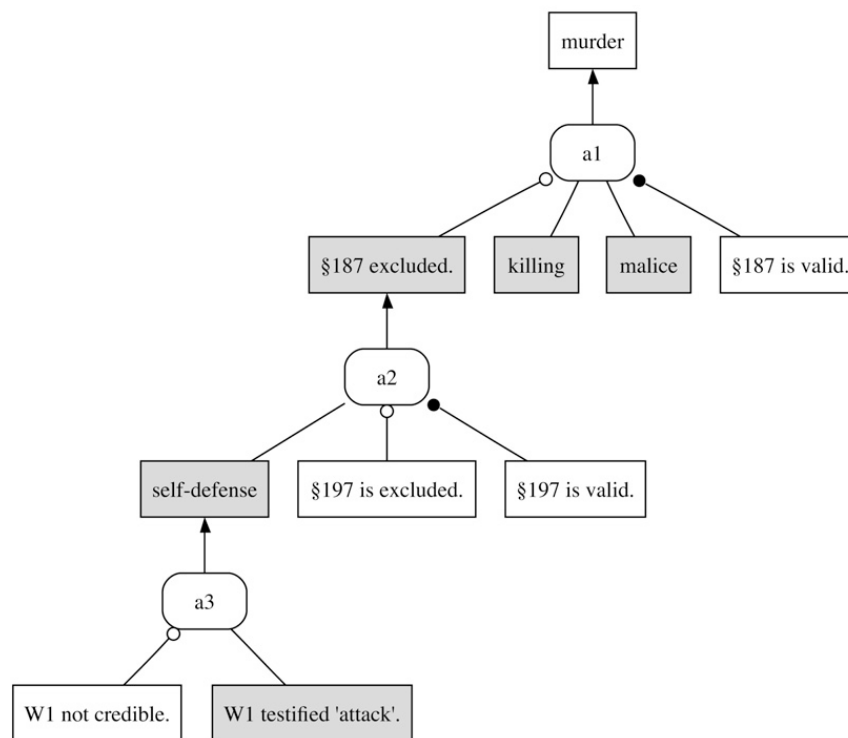 murder
a1
§187 excluded.
killing
malice
§187 is valid.
a2
self-defense
§197 is excluded.
§197 is valid.
a3
W1 not credible.
W1 testified 'attack'.